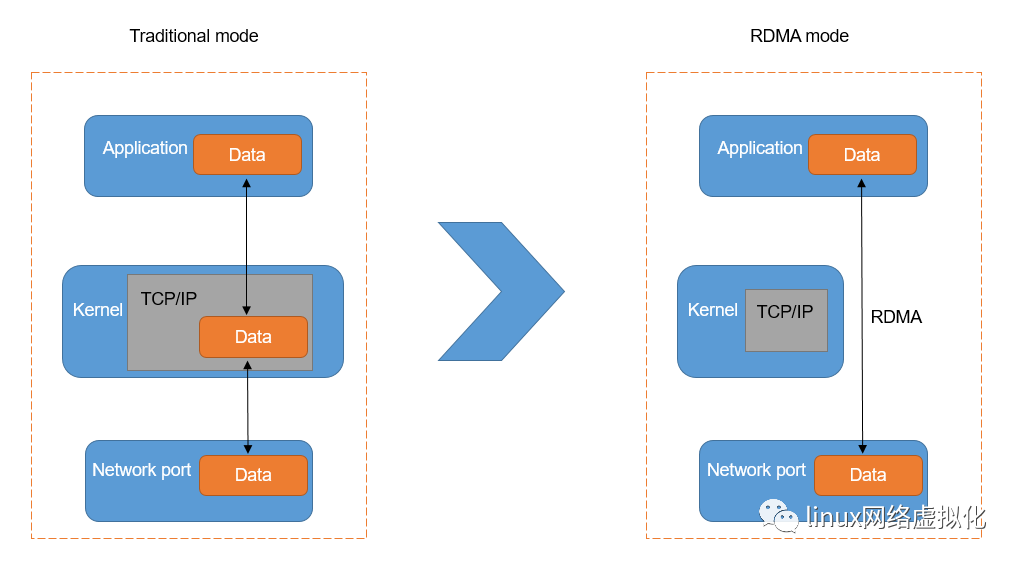 Traditional mode
Application
Data
Kernel
TCP/IP
Data
Network port
Data
RDMA mode
Application
Data
Kernel
TCP/IP
RDMA
Network port
Data
linux网络虚拟化